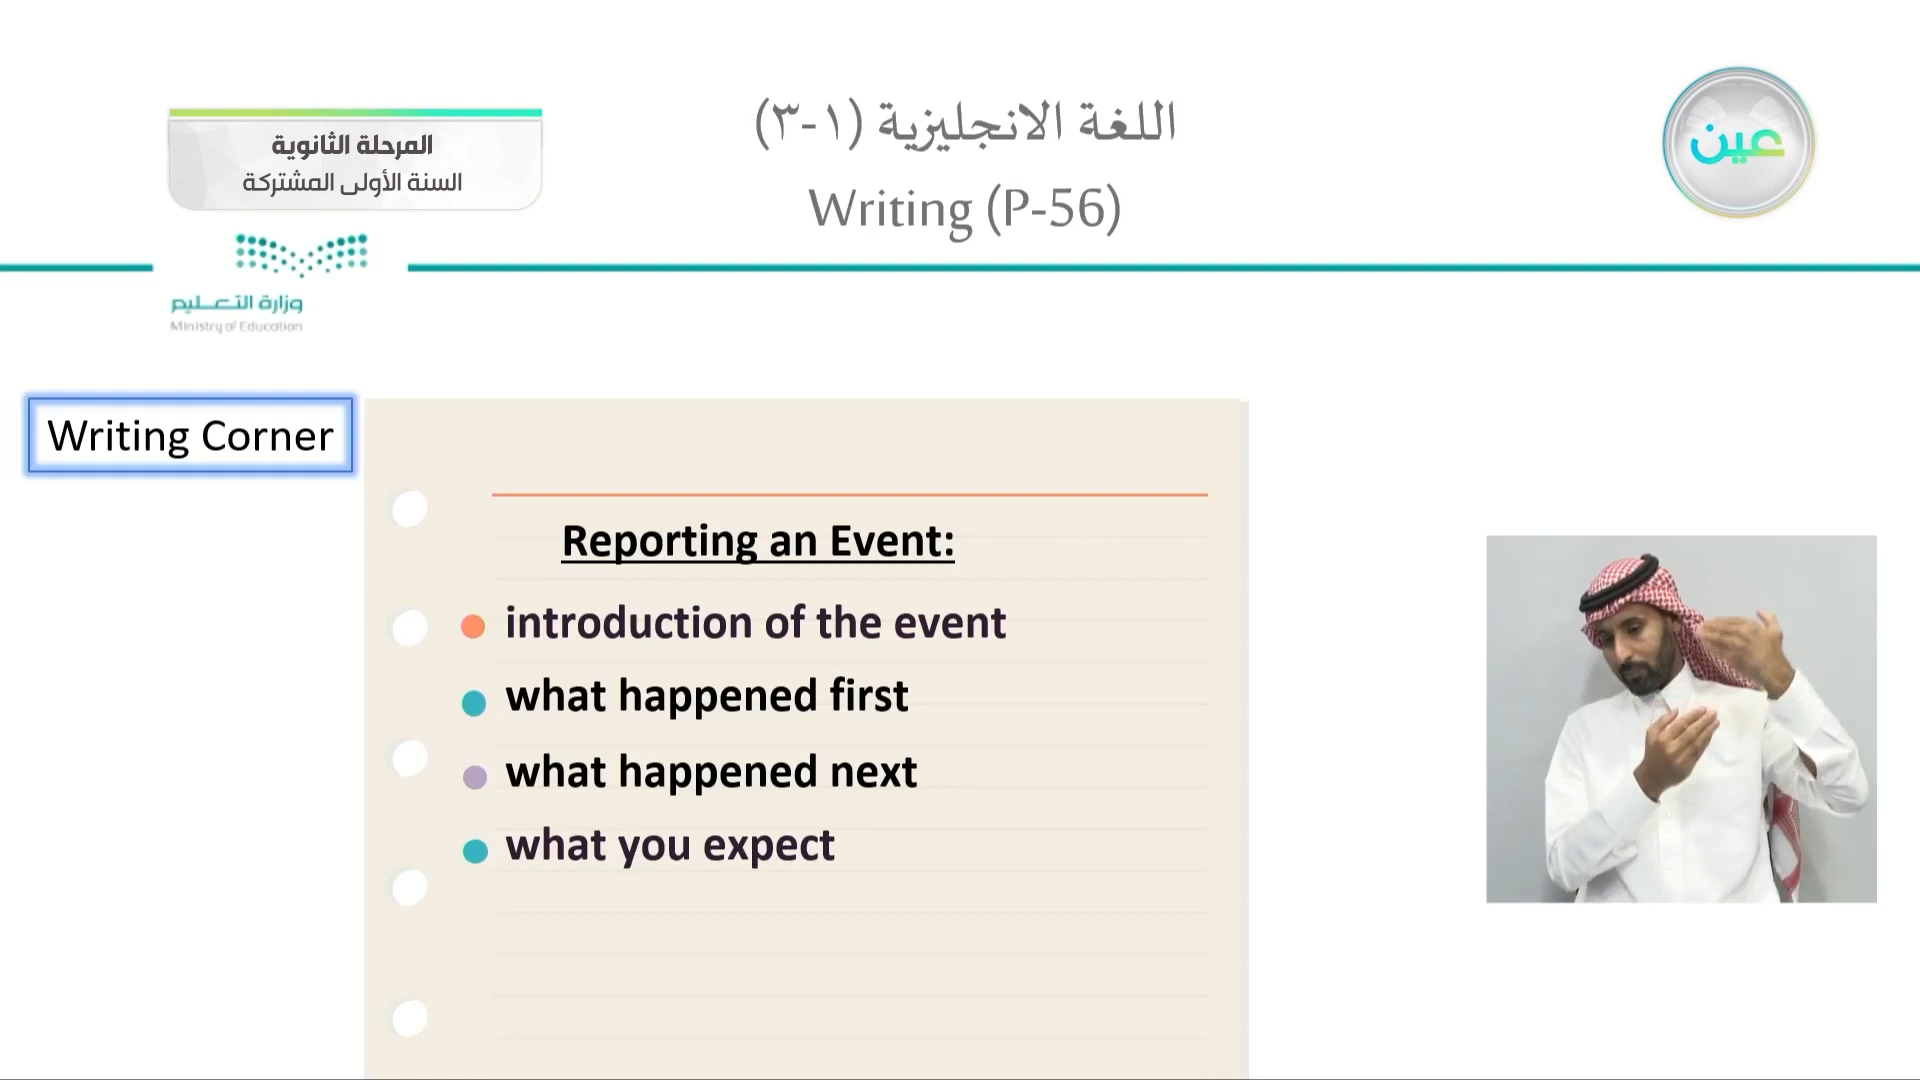 المرحلة الثانوية
السنة الأولى المشتركة
اللغة الانجليزية (١-٣)
Writing (P-56)
عين
وزارة التعليم
Ministry of Education
Writing Corner
Reporting an Event:
introduction of the event
what happened first
what happened next
what you expect